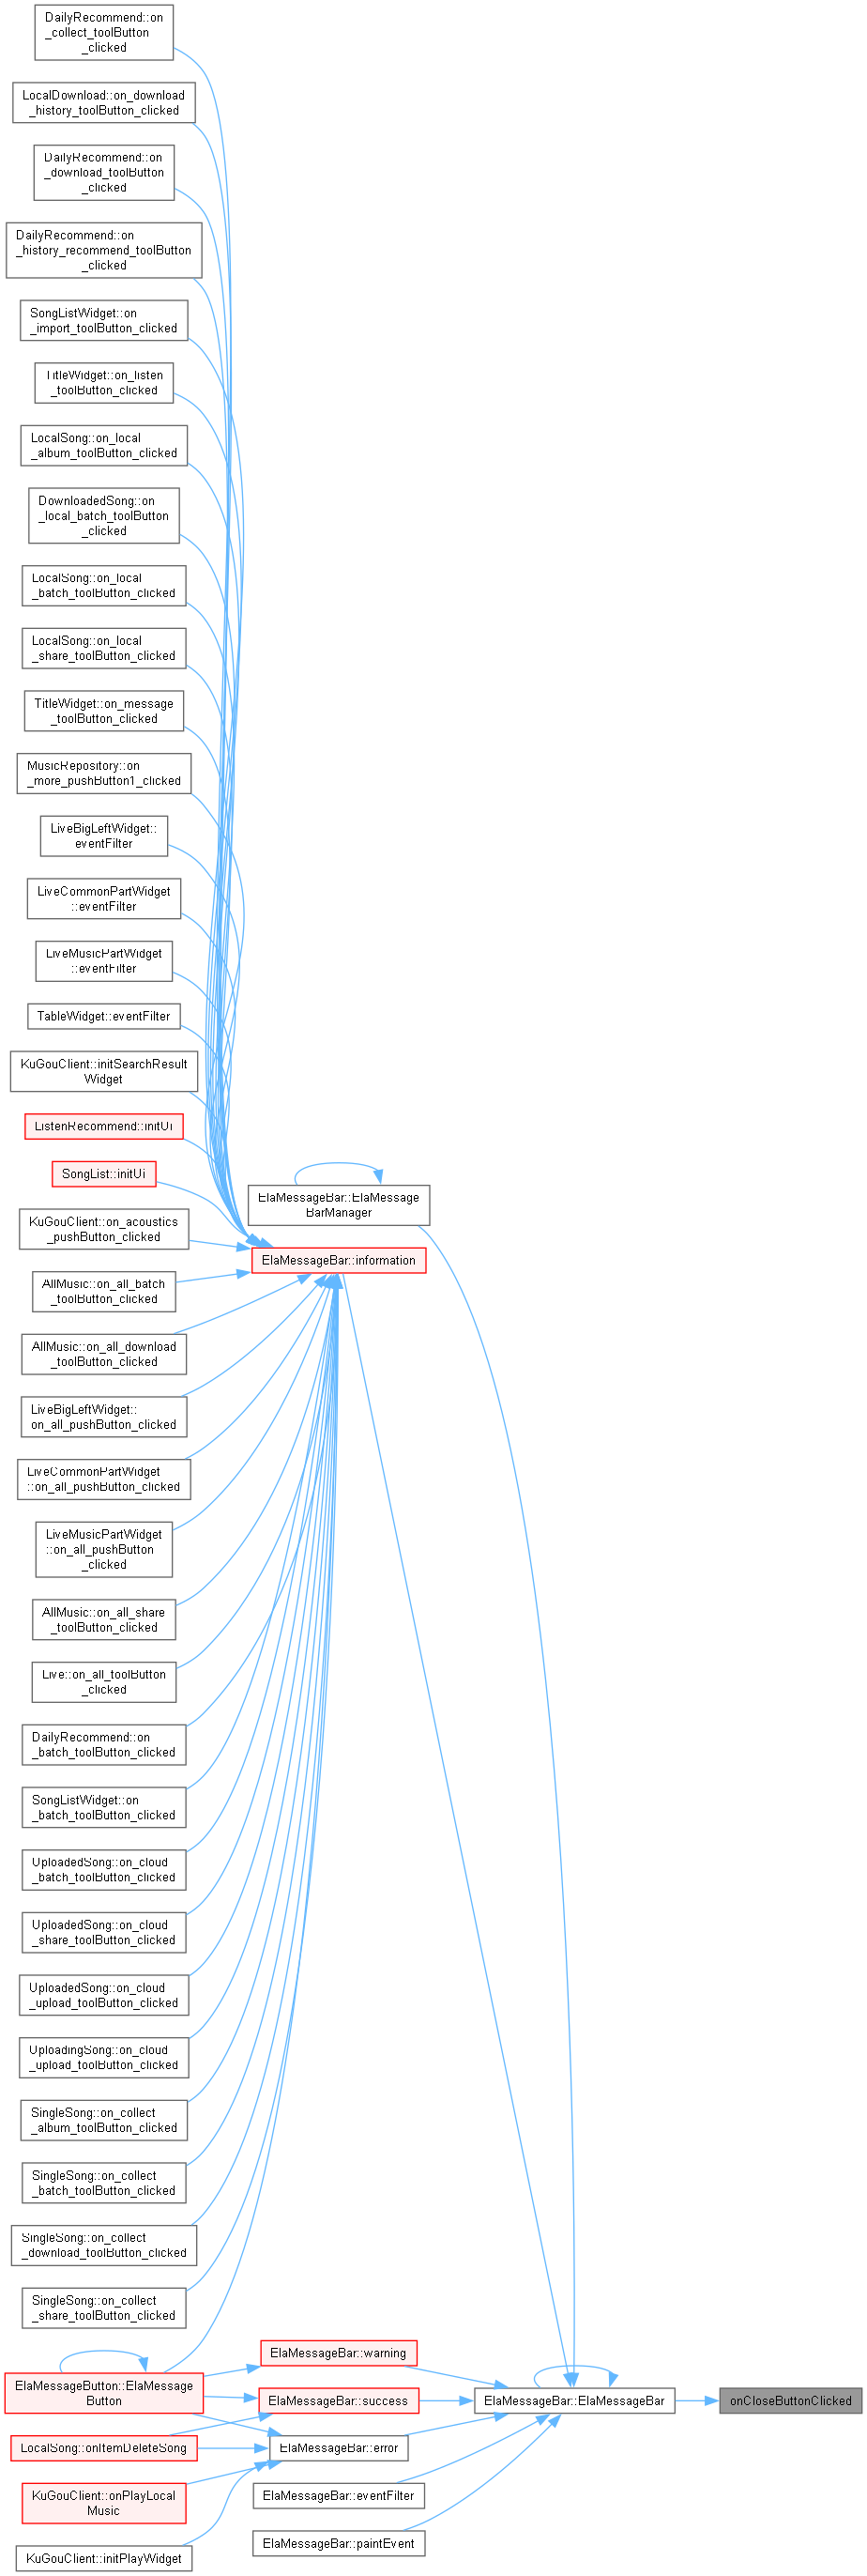 DailyRecommend::on
_collect_toolButton
_clicked
LocalDownload::on_download
_history_toolButton_clicked
DailyRecommend::on
_download_toolButton
_clicked
DailyRecommend::on
_history_recommend_toolButton
_clicked
SongListWidget::on
_import_toolButton_clicked
TitleWidget::on_listen
_toolButton_clicked
LocalSong::on_local
_album_toolButton_clicked
DownloadedSong::on
_local_batch_toolButton
_clicked
LocalSong::on_local
_batch_toolButton_clicked
LocalSong::on_local
_share_toolButton_clicked
TitleWidget::on_message
_toolButton_clicked
MusicRepository::on
_more_pushButton1_clicked
LiveBigLeftWidget::
eventFilter
LiveCommonPartWidget
::eventFilter
LiveMusicPartWidget
::eventFilter
TableWidget::eventFilter
KuGouClient::initSearchResult
Widget
ListenRecommend::initUi
SongList::initUi
ElaMessageBar::ElaMessage
BarManager
KuGouClient::on_acoustics
_pushButton_clicked
ElaMessageBar::information
AllMusic::on_all_batch
_toolButton_clicked
AllMusic::on_all_download
_toolButton_clicked
LiveBigLeftWidget::
on_all_pushButton_clicked
LiveCommonPartWidget
::on_all_pushButton_clicked
LiveMusicPartWidget
::on_all_pushButton
_clicked
AllMusic::on_all_share
_toolButton_clicked
Live::on_all_toolButton
_clicked
DailyRecommend::on
_batch_toolButton_clicked
SongListWidget::on
_batch_toolButton_clicked
UploadedSong::on_cloud
_batch_toolButton_clicked
UploadedSong::on_cloud
_share_toolButton_clicked
UploadedSong::on_cloud
_upload_toolButton_clicked
UploadingSong::on_cloud
_upload_toolButton_clicked
SingleSong::on_collect
_album_toolButton_clicked
SingleSong::on_collect
_batch_toolButton_clicked
SingleSong::on_collect
_download_toolButton_clicked
SingleSong::on_collect
_share_toolButton_clicked
ElaMessageBar::warning
ElaMessageButton::ElaMessage
Button
ElaMessageBar::success
ElaMessageBar::ElaMessageBar
onCloseButtonClicked
LocalSong::onItemDeleteSong
ElaMessageBar::error
KuGouClient::onPlayLocal
Music
ElaMessageBar::eventFilter
ElaMessageBar::paintEvent
KuGouClient::initPlayWidget